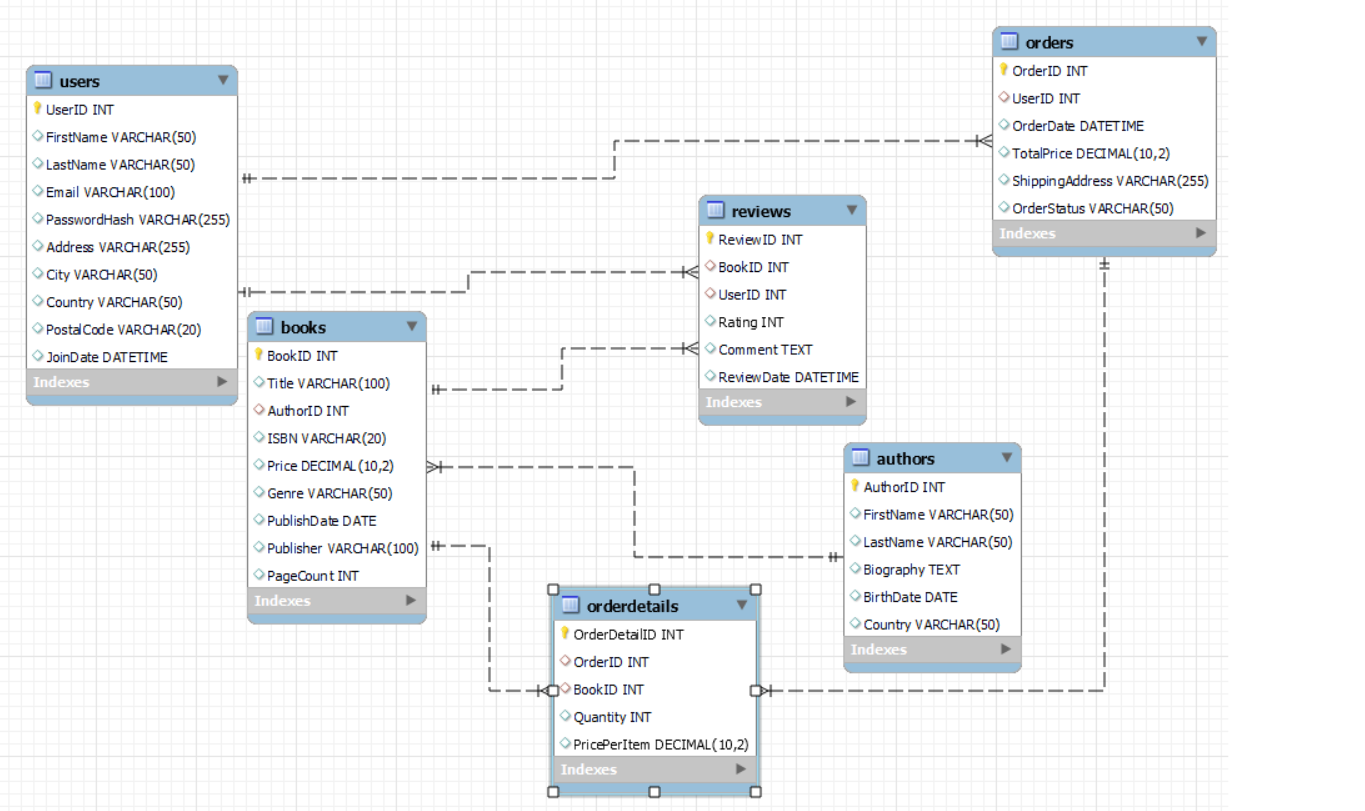 users
UserID INT
FirstName VARCHAR(50)
LastName VARCHAR(50)
Email VARCHAR(100)
PasswordHash VARCHAR(255)
Address VARCHAR(255)
City VARCHAR(50)
Country VARCHAR(50)
PostalCode VARCHAR(20)
JoinDate DATETIME
Indexes
orders
OrderID INT
UserID INT
OrderDate DATETIME
TotalPrice DECIMAL(10,2)
ShippingAddress VARCHAR(255)
OrderStatus VARCHAR(50)
Indexes
reviews
ReviewID INT
BookID INT
UserID INT
Rating INT
Comment TEXT
ReviewDate DATETIME
Indexes
books
BookID INT
Title VARCHAR(100)
AuthorID INT
ISBN VARCHAR(20)
Price DECIMAL(10,2)
Genre VARCHAR(50)
PublishDate DATE
Publisher VARCHAR(100)
PageCount INT
Indexes
authors
AuthorID INT
FirstName VARCHAR(50)
LastName VARCHAR(50)
Biography TEXT
BirthDate DATE
Country VARCHAR(50)
Indexes
orderdetails
OrderDetailID INT
OrderID INT
BookID INT
Quantity INT
PricePerItem DECIMAL(10,2)
Indexes